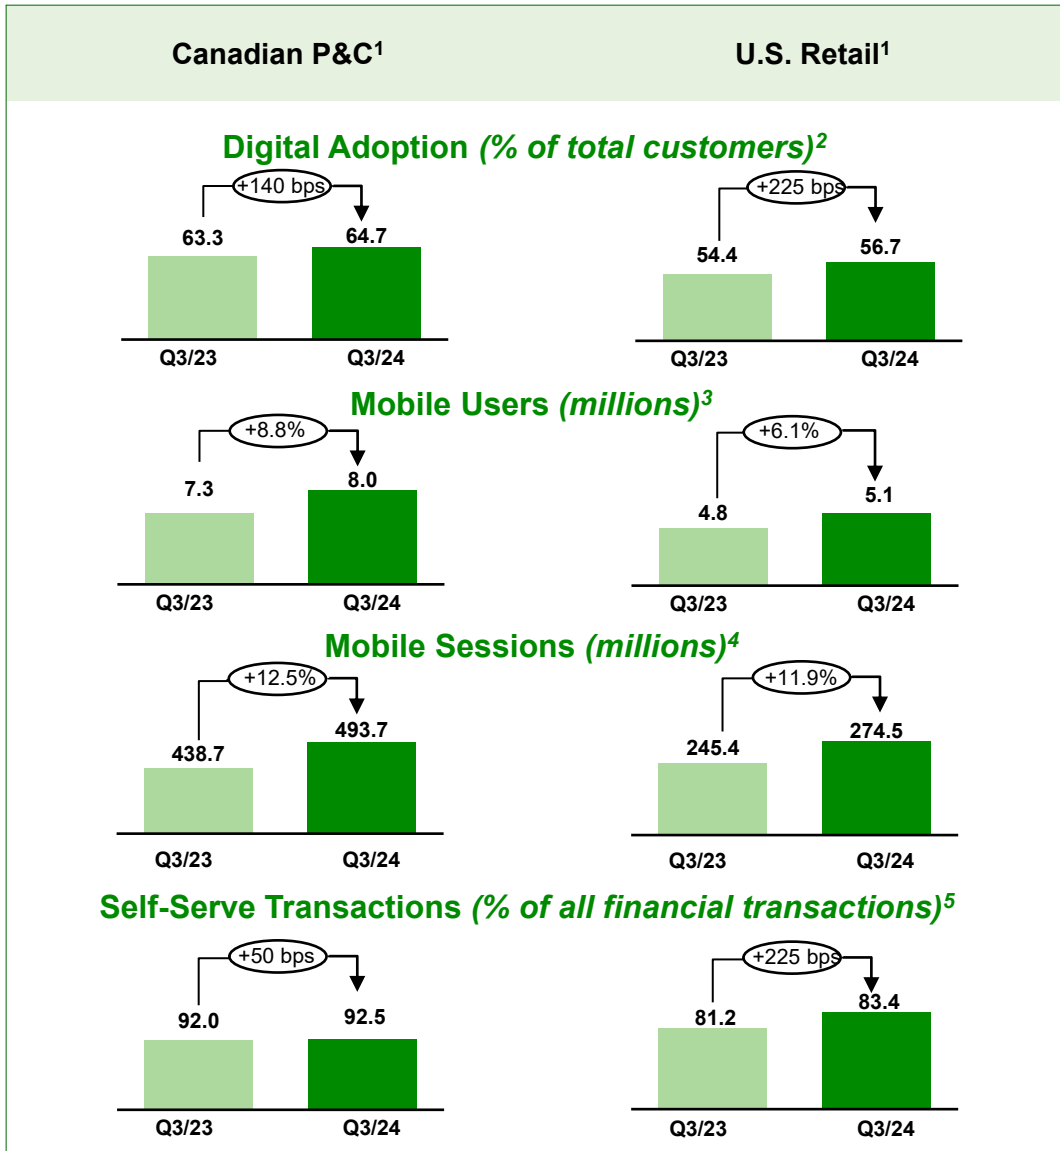 Canadian P&C¹ U.S. Retail¹
Digital Adoption (% of total customers)²
+140 bps +225 bps
63.3 64.7 54.4 56.7
Q3/23 Q3/24 Q3/23 Q3/24
Mobile Users (millions)³
+8.8% +6.1%
7.3 8.0 4.8 5.1
Q3/23 Q3/24 Q3/23 Q3/24
Mobile Sessions (millions)⁴
+12.5% +11.9%
438.7 493.7 245.4 274.5
Q3/23 Q3/24 Q3/23 Q3/24
Self-Serve Transactions (% of all financial transactions)⁵
+50 bps +225 bps
92.0 92.5 81.2 83.4
Q3/23 Q3/24 Q3/23 Q3/24